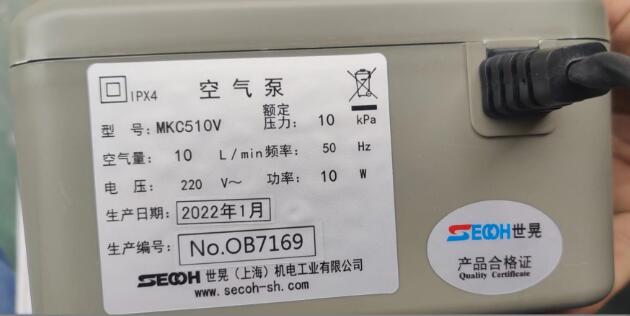 IPX4
空气泵
型 号:MKC510V
额定压力: 10 kPa
空气量: 10 L/min
频率: 50 Hz
电 压: 220 V～
功率: 10 W
生产日期: 2022年1月
生产编号: No.OB7169
SECOH 世晃（上海）机电工业有限公司
www.secoh-sh.com
SECOH世晃
产品合格证
Quality Certificate